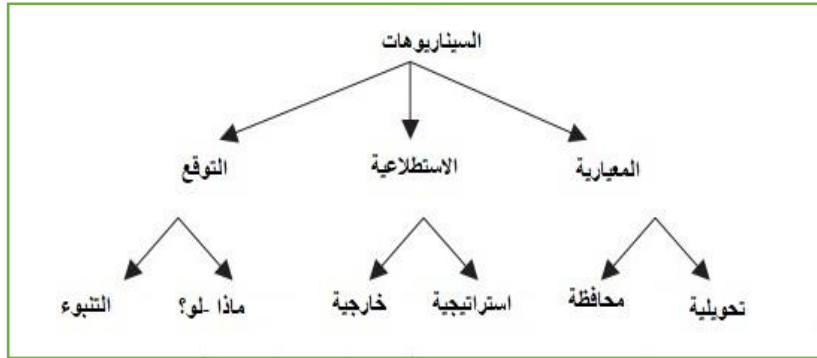 السيناريوهات
المعيارية الاستطلاعية التوقع
تحويلية محافظة استراتيجية خارجية ماذا -لو؟ التنبوء